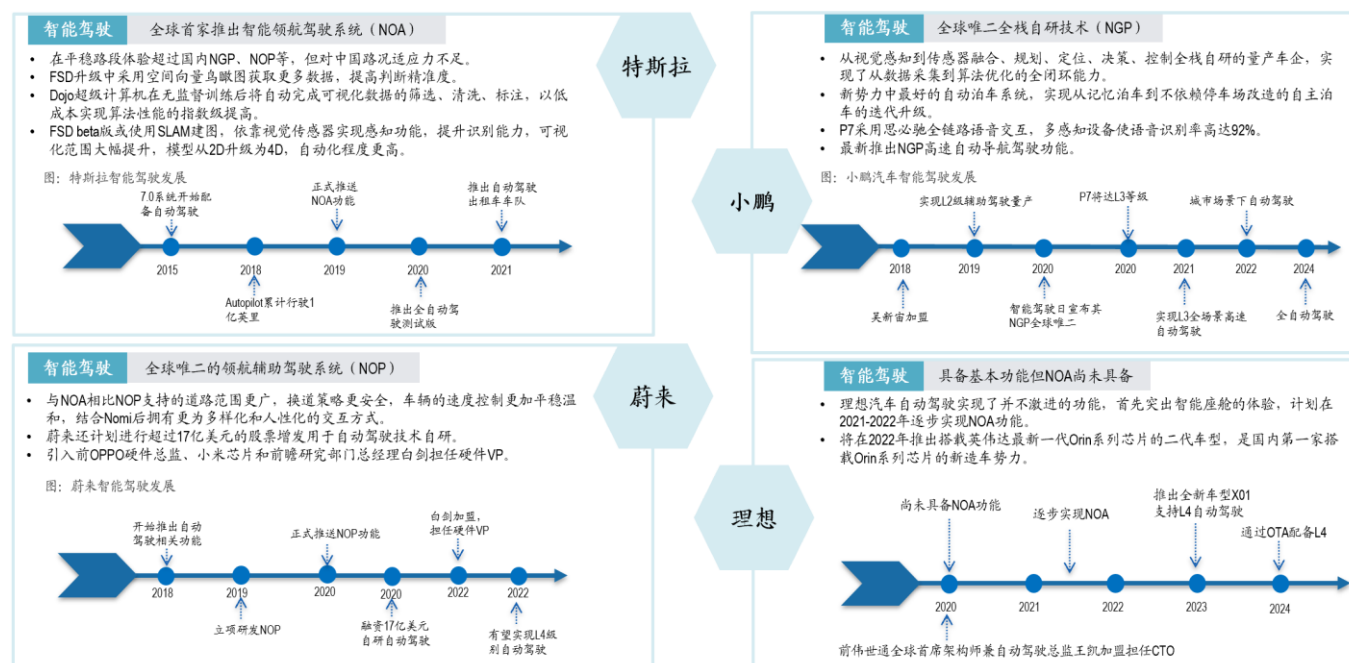 智能驾驶 全球首家推出智能领航驾驶系统（NOA）
• 在平稳路段体验超过国内NGP、NOP等，但对中国路况适应力不足。
• FSD升级中采用空间向量鸟瞰图获取更多数据，提高判断精准度。
• Dojo超级计算机在无监督训练后将自动完成可视化数据的筛选、清洗、标注，以低
成本实现算法性能的指数级提高。
• FSD beta版或使用SLAM建图，依靠视觉传感器实现感知功能，提升识别能力，可视
化范围大幅提升，模型从2D升级为4D，自动化程度更高。
图：特斯拉智能驾驶发展
7.0系统开始配
备自动驾驶
正式推送
NOA功能
推出自动驾驶
出租车车队
2015
2018
2019
2020
2021
Autopilot累计行驶1
亿英里
推出全自动驾
驶测试版
特斯拉
智能驾驶 全球唯二全栈自研技术（NGP）
• 从视觉感知到传感器融合、规划、定位、决策、控制全栈自研的量产车企，实
现了从数据采集到算法优化的全闭环能力。
• 新势力中最好的自动泊车系统，实现从记忆泊车到不依赖停车场改造的自主泊
车的迭代升级。
• P7采用思必驰全链路语音交互，多感知设备使语音识别率高达92%。
• 最新推出NGP高速自动导航驾驶功能。
图：小鹏汽车智能驾驶发展
实现L2级辅助驾驶量产
P7将达L3等级
城市场景下自动驾驶
2018
2019
2020
2020
2021
2022
2024
吴新宙加盟
智能驾驶日宣布其
NGP全球唯二
实现L3全场景高速
自动驾驶
全自动驾驶
小鹏
智能驾驶 全球唯二的领航辅助驾驶系统（NOP）
• 与NOA相比NOP支持的道路范围更广，换道策略更安全，车辆的速度控制更加平稳温
和，结合Nomi后拥有更为多样化和人性化的交互方式。
• 蔚来还计划进行超过17亿美元的股票增发用于自动驾驶技术自研。
• 引入前OPPO硬件总监、小米芯片和前瞻研究部门总经理白剑担任硬件VP。
图：蔚来智能驾驶发展
开始推出自动
驾驶相关功能
正式推送NOP功能
白剑加盟，
担任硬件VP
2018
2019
2020
2020
2022
2022
立项研发NOP
融资17亿美元
自研自动驾驶
有望实现L4级
别自动驾驶
蔚来
智能驾驶 具备基本功能但NOA尚未具备
• 理想汽车自动驾驶实现了并不激进的功能，首先突出智能座舱的体验，计划在
2021-2022年逐步实现NOA功能。
• 将在2022年推出搭载英伟达最新一代Orin系列芯片的二代车型，是国内第一家搭
载Orin系列芯片的新造车势力。
尚未具备NOA功能
逐步实现NOA
推出全新车型X01
支持L4自动驾驶
通过OTA配备L4
2020
2021
2022
2023
2024
前伟世通全球首席架构师兼自动驾驶总监王凯加盟担任CTO
理想